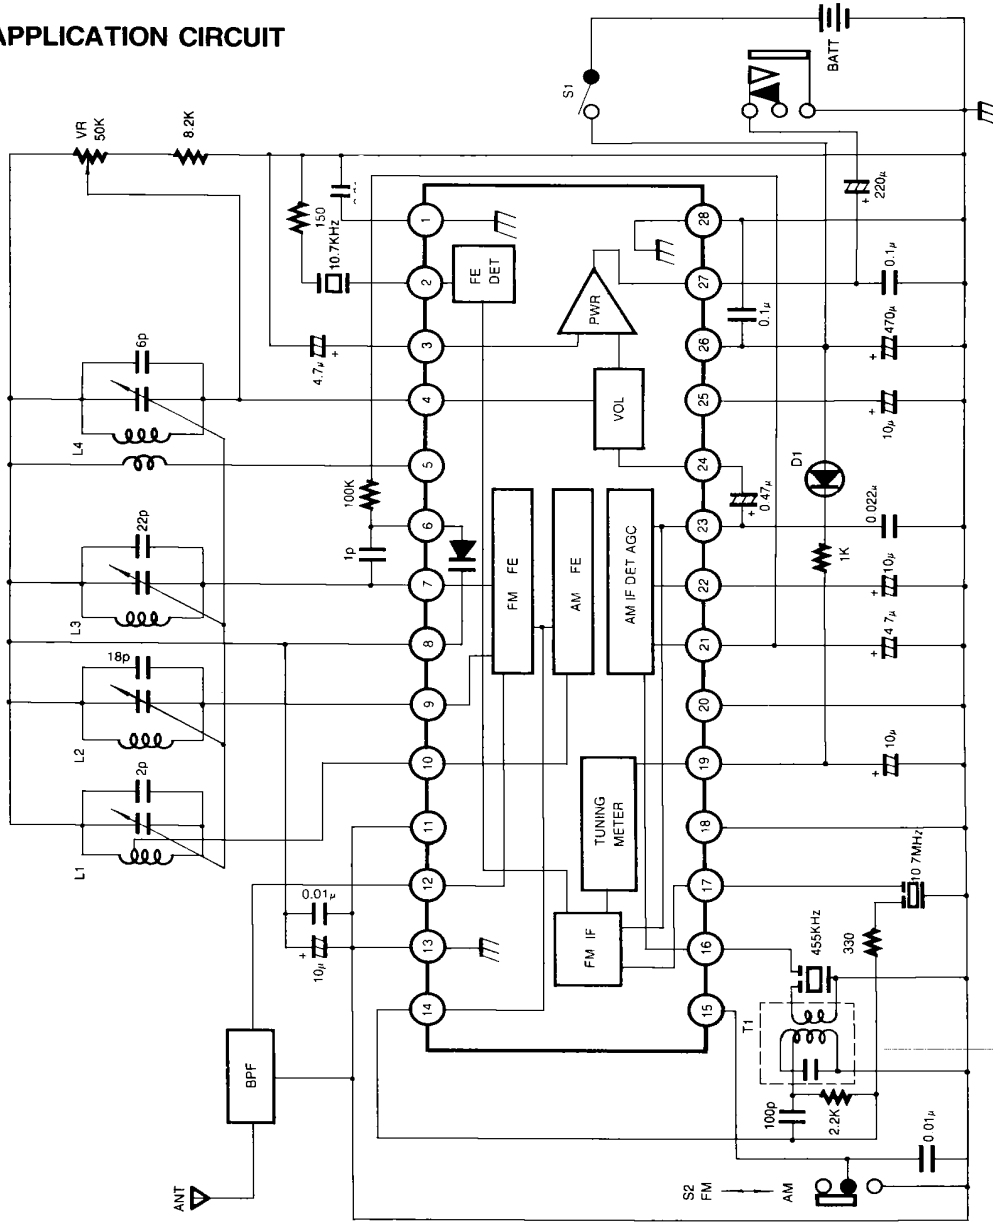 APPLICATION CIRCUIT
BATT
S1
VR
50K
8.2K
220μ
+
150
10.7KHz
1
28
2
FE
DET
27
0.1μ
PWR
0.1μ
6p
4.7μ
+
3
26
470μ
+
L4
4
VOL
25
10μ
+
5
24
D1
100K
0.47μ
+
22p
1p
6
FM FE
AM FE
AM IF DET AGC
23
0.022μ
1K
L3
7
22
10μ
+
8
21
4.7μ
+
18p
9
20
L2
10
TUNING
METER
19
10μ
+
2p
11
18
L1
12
17
10.7MHz
0.01μ
10μ
+
13
FM IF
16
455KHz
330
14
15
T1
BPF
100p
2.2K
0.01μ
ANT
S2
FM
AM